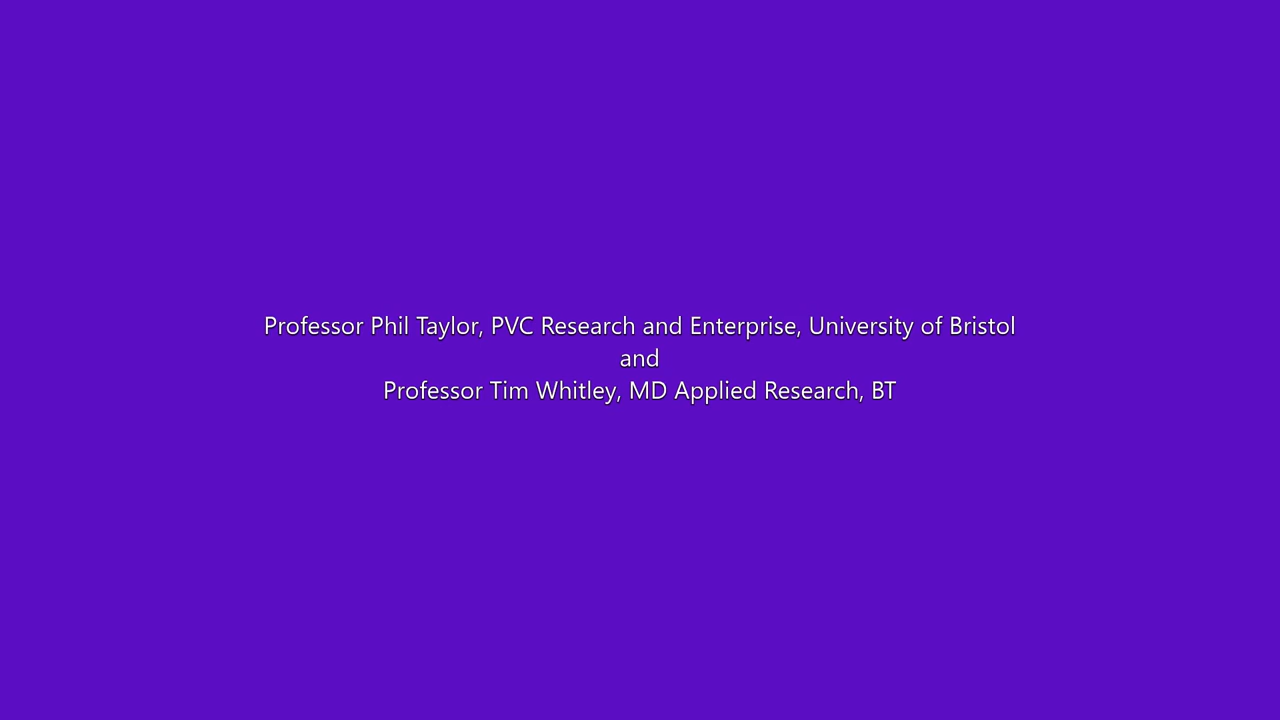 Professor Phil Taylor, PVC Research and Enterprise, University of Bristol
and
Professor Tim Whitley, MD Applied Research, BT